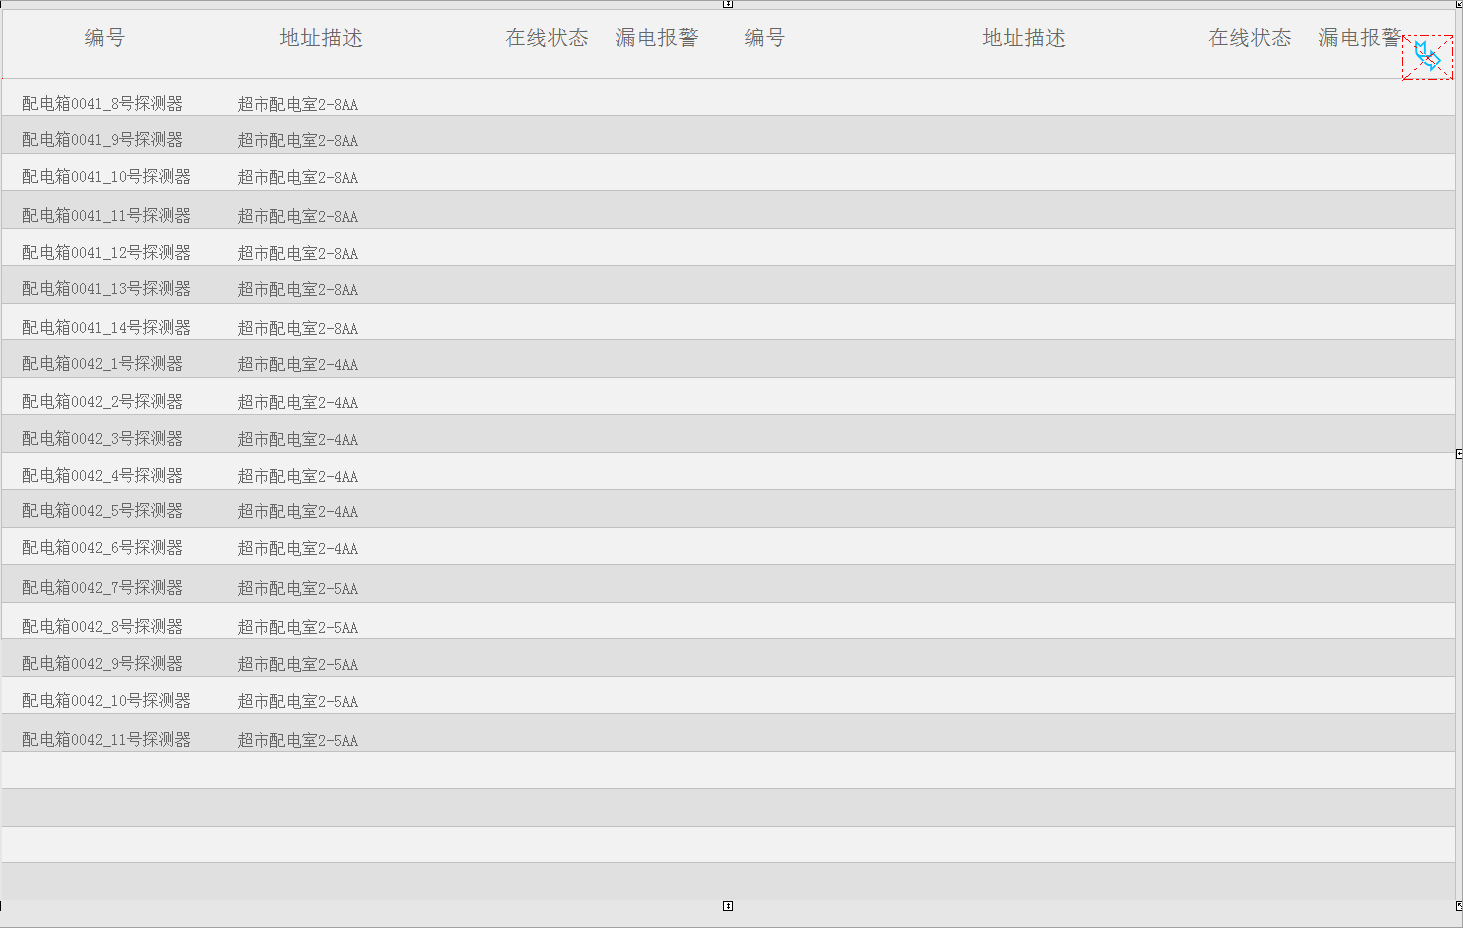 编号 地址描述 在线状态 漏电报警 编号 地址描述 在线状态 漏电报警
配电箱0041_8号探测器 超市配电室2-8AA
配电箱0041_9号探测器 超市配电室2-8AA
配电箱0041_10号探测器 超市配电室2-8AA
配电箱0041_11号探测器 超市配电室2-8AA
配电箱0041_12号探测器 超市配电室2-8AA
配电箱0041_13号探测器 超市配电室2-8AA
配电箱0041_14号探测器 超市配电室2-8AA
配电箱0042_1号探测器 超市配电室2-4AA
配电箱0042_2号探测器 超市配电室2-4AA
配电箱0042_3号探测器 超市配电室2-4AA
配电箱0042_4号探测器 超市配电室2-4AA
配电箱0042_5号探测器 超市配电室2-4AA
配电箱0042_6号探测器 超市配电室2-4AA
配电箱0042_7号探测器 超市配电室2-5AA
配电箱0042_8号探测器 超市配电室2-5AA
配电箱0042_9号探测器 超市配电室2-5AA
配电箱0042_10号探测器 超市配电室2-5AA
配电箱0042_11号探测器 超市配电室2-5AA